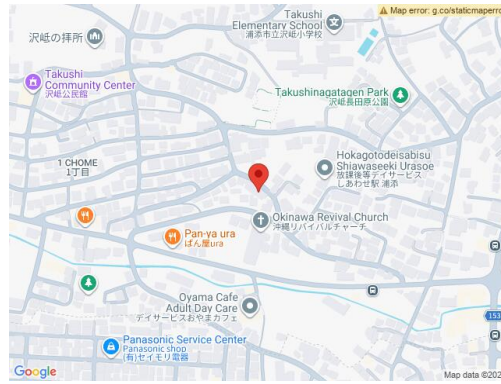 Map error: g.co/staticmaperror
Takushi
Elementary School
浦添市立沢岻小学校
沢岻の拝所
Takushi
Community Center
沢岻公民館
Takushinagatagen Park
沢岻長田原公園
1 CHOME
1丁目
Hokagotodeisabisu
Shiawaseeki Urasoe
放課後等デイサービス
しあわせ駅 浦添
Okinawa Revival Church
沖縄リバイバルチャーチ
Pan-ya ura
ぱん屋ura
Oyama Cafe
Adult Day Care
デイサービスおやまカフェ
153
Panasonic Service Center
Panasonic shop
(有)セイモリ電器
Google
Map data ©202